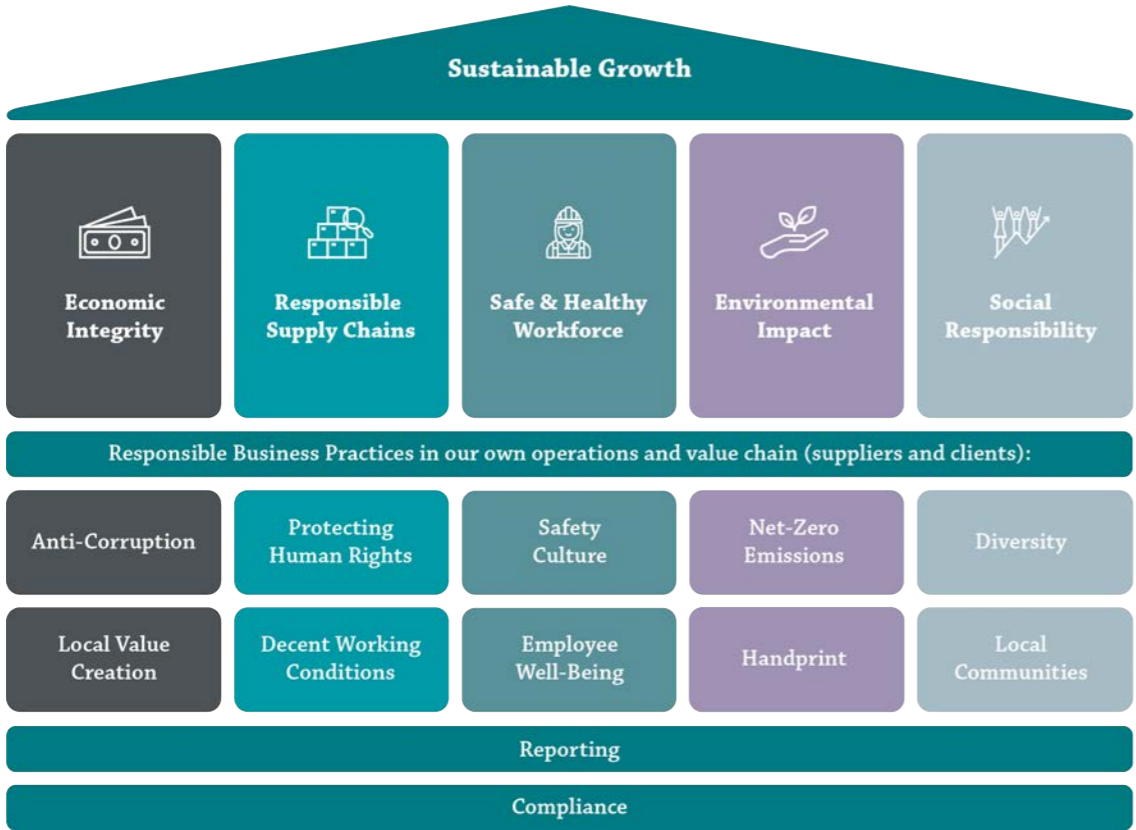 Sustainable Growth
Economic
Integrity
Responsible
Supply Chains
Safe & Healthy
Workforce
Environmental
Impact
Social
Responsibility
Responsible Business Practices in our own operations and value chain (suppliers and clients):
Anti-Corruption
Protecting
Human Rights
Safety
Culture
Net-Zero
Emissions
Diversity
Local Value
Creation
Decent Working
Conditions
Employee
Well-Being
Handprint
Local
Communities
Reporting
Compliance